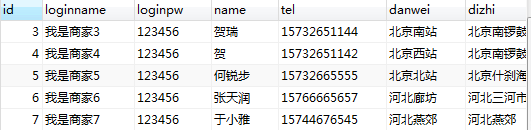 id loginname loginpw name tel danwei dizhi
3 我是商家3 123456 贺瑞 15732651144 北京南站 北京南锣鼓
4 我是商家4 123456 贺 15732651142 北京西站 北京南锣鼓
5 我是商家5 123456 何锐步 15732665555 北京北站 北京什刹海
6 我是商家6 123456 张天润 15766665657 河北廊坊 河北三河市
7 我是商家7 123456 于小雅 15744676545 河北燕郊 河北燕郊